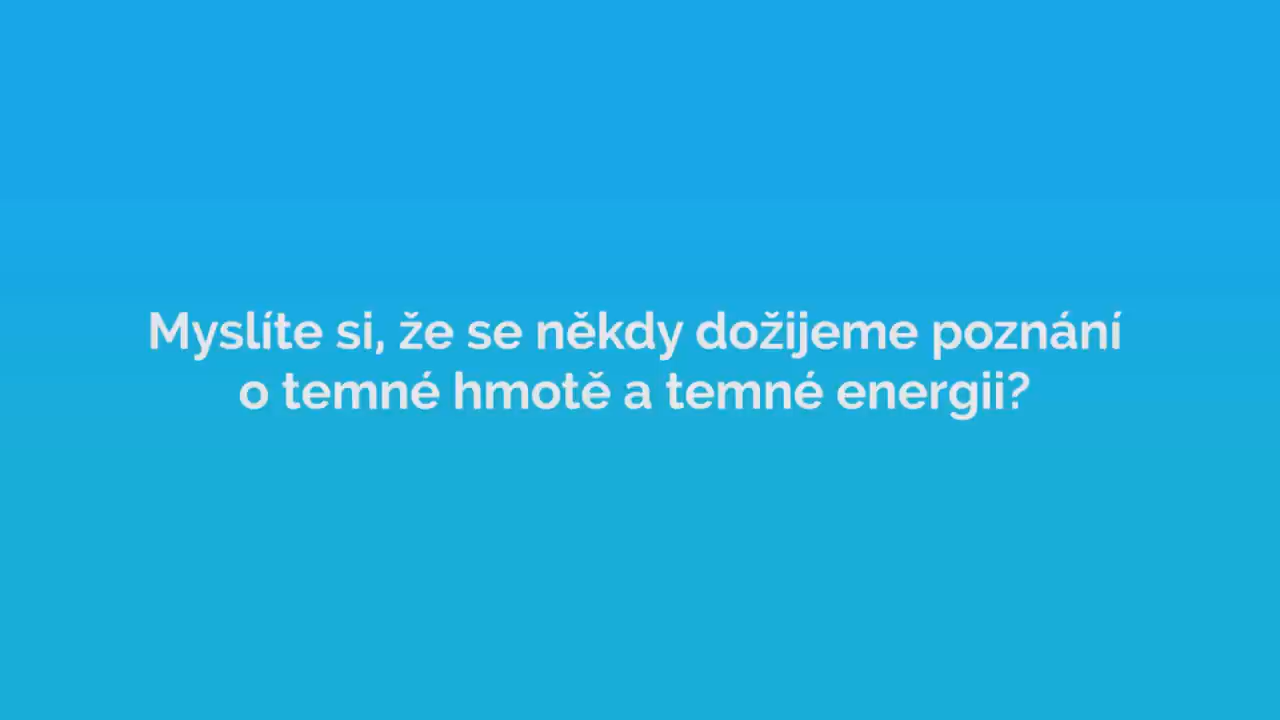 Myslíte si, že se někdy dožijeme poznání
o temné hmotě a temné energii?